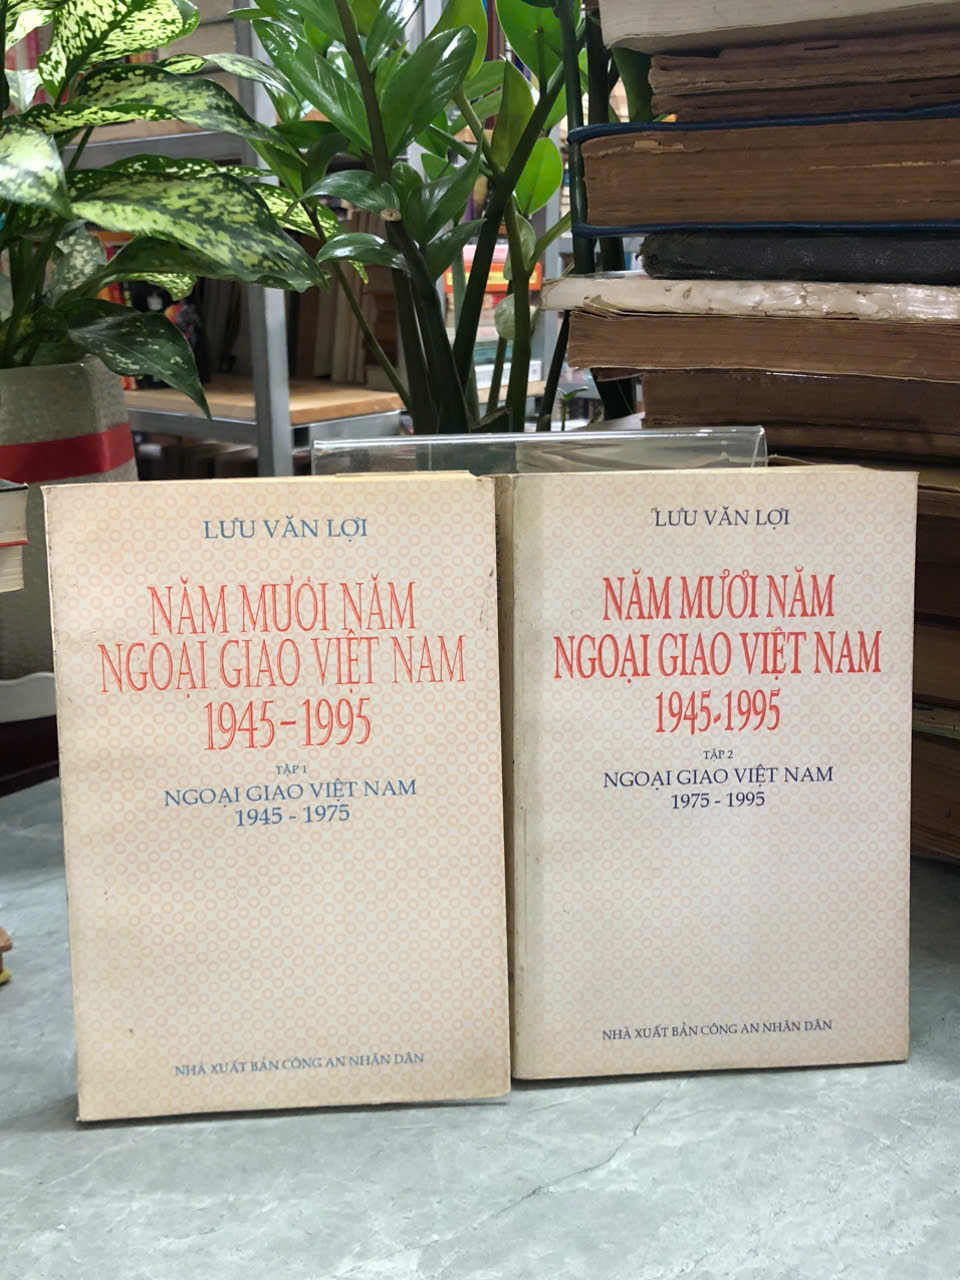 LƯU VĂN LỢI
NĂM MƯƠI NĂM
NGOẠI GIAO VIỆT NAM
1945-1995
TẬP 1
NGOẠI GIAO VIỆT NAM
1945 - 1975
NHÀ XUẤT BẢN CÔNG AN NHÂN DÂN
LƯU VĂN LỢI
NĂM MƯƠI NĂM
NGOẠI GIAO VIỆT NAM
1945-1995
TẬP 2
NGOẠI GIAO VIỆT NAM
1975 - 1995
NHÀ XUẤT BẢN CÔNG AN NHÂN DÂN